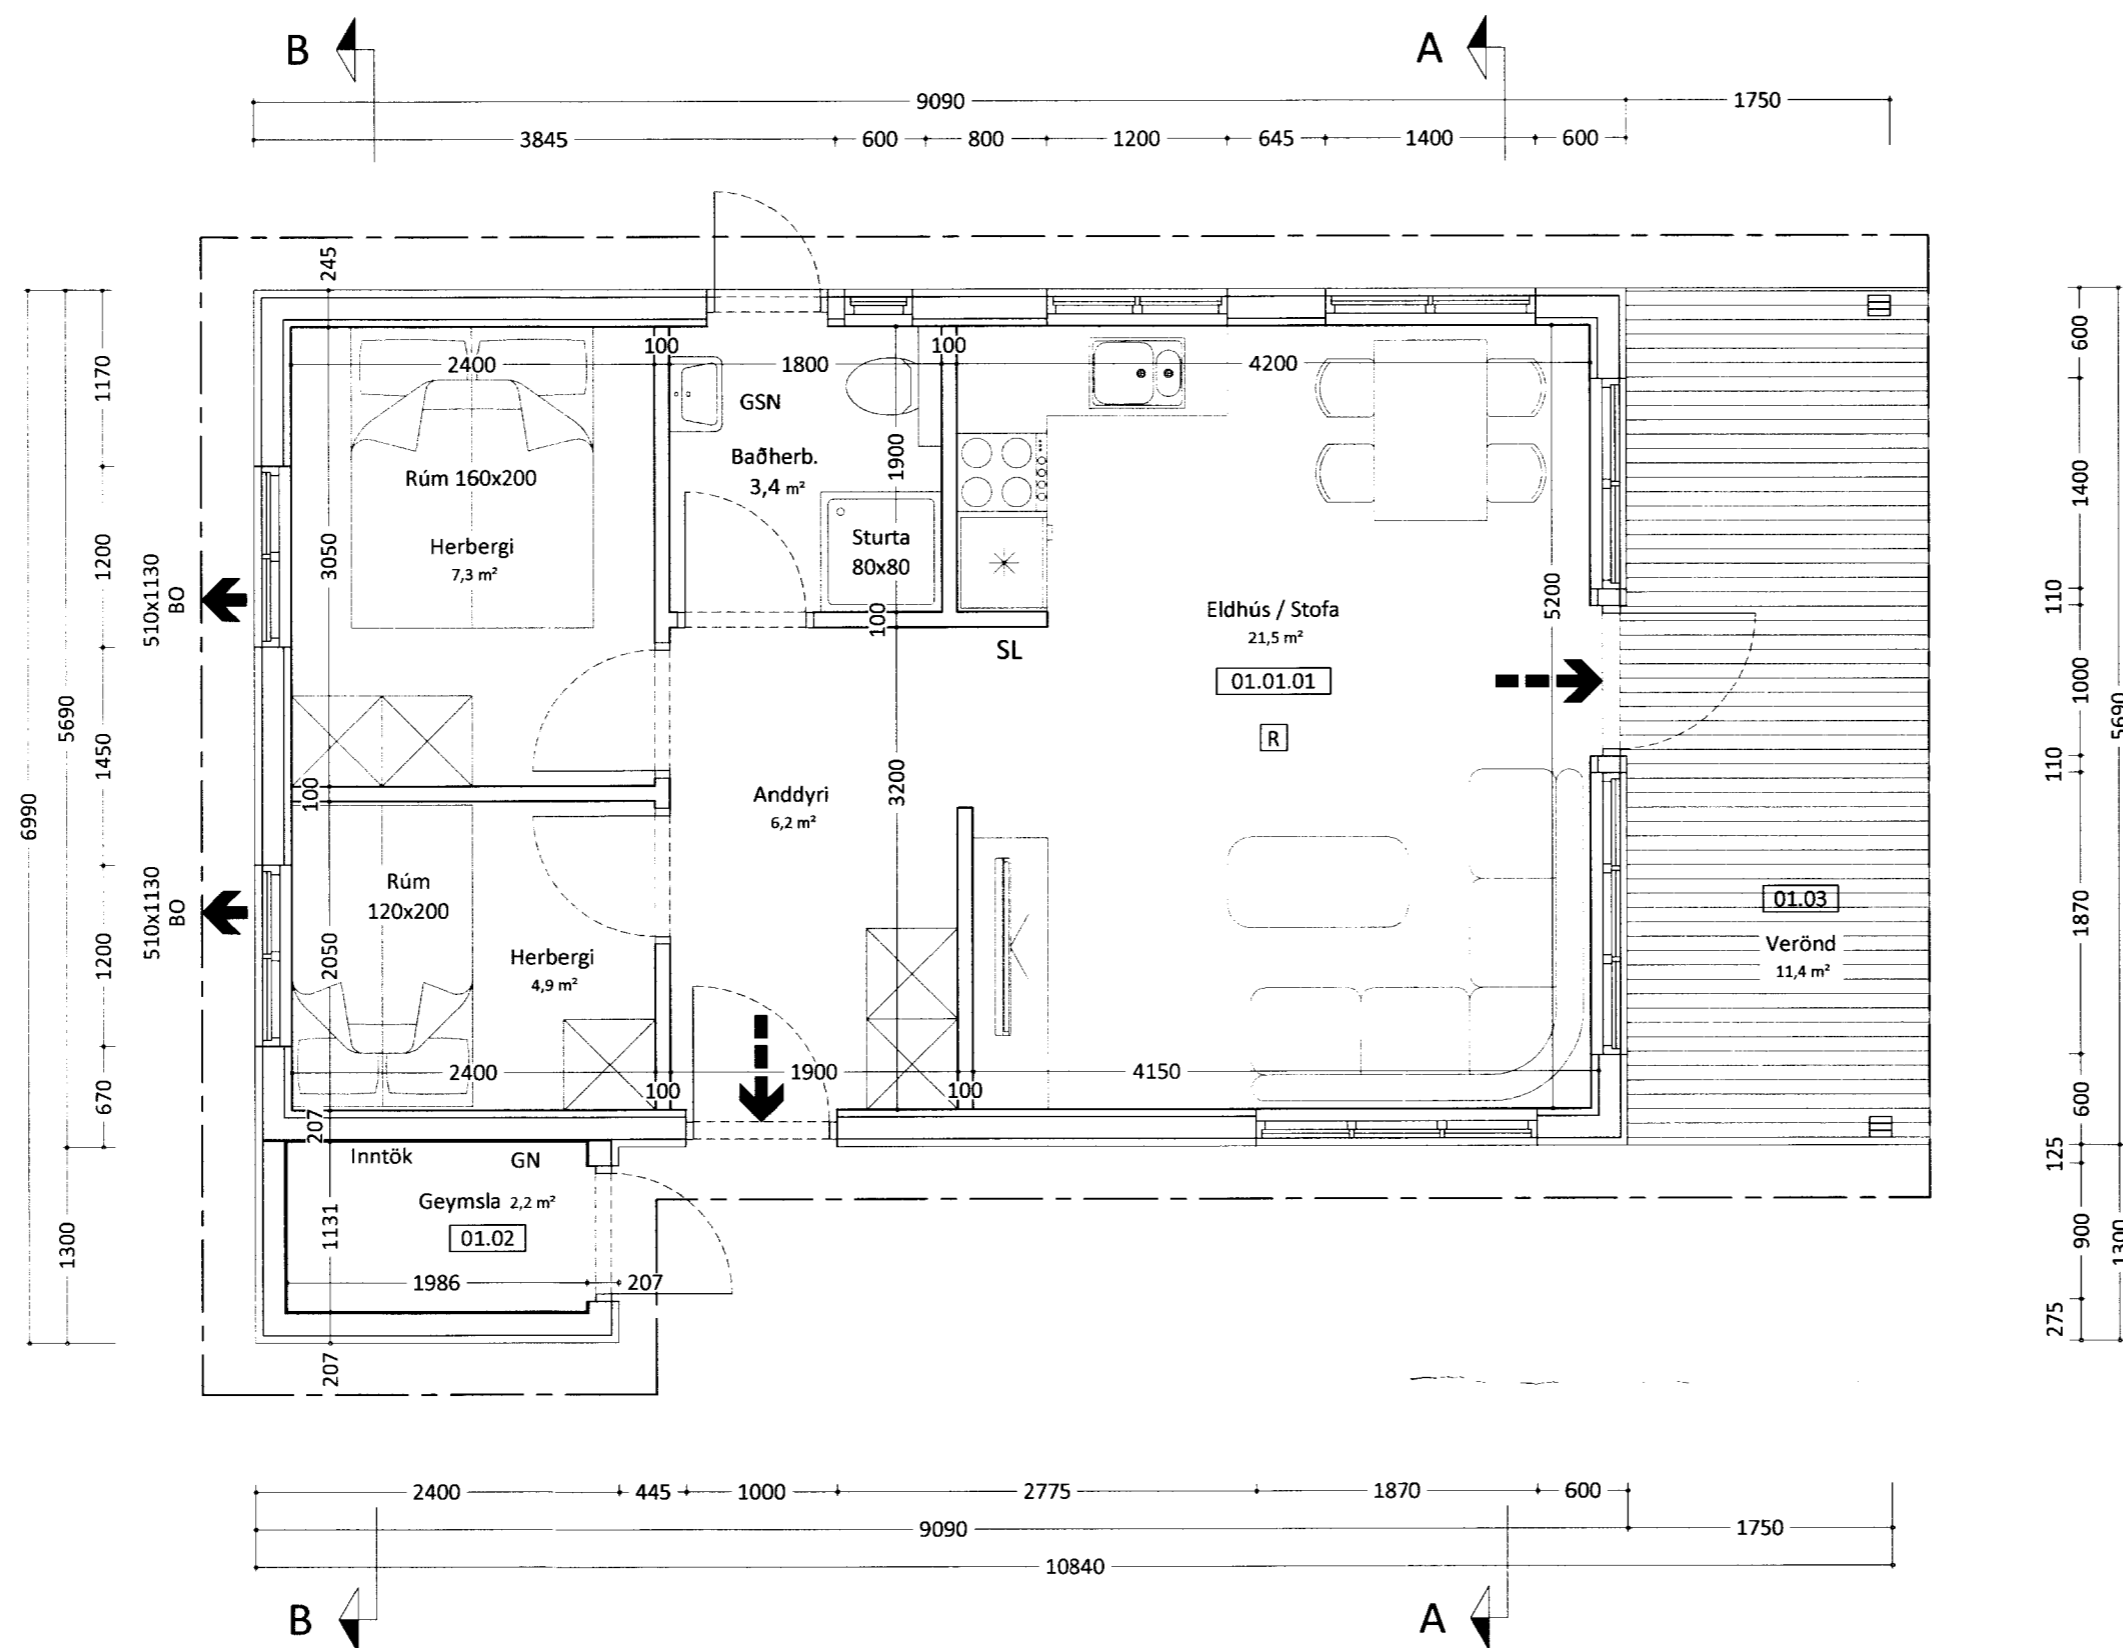 B
A
9090
1750
3845
600
800
1200
645
1400
600
245
100
100
2400
1800
4200
GSN
1170
600
Baðherb.
3,4 m²
1900
Rúm 160x200
1400
Sturta
80x80
Herbergi
7,3 m²
3050
1200
510x1130
BO
100
5200
110
Eldhús / Stofa
21,5 m²
SL
01.01.01
1000
5690
5690
R
1450
110
6990
100
3200
Anddyri
6,2 m²
Rúm
120x200
510x1130
BO
01.03
1870
Verönd
11,4 m²
2050
1200
Herbergi
4,9 m²
2400
1900
4150
100
100
670
600
207
Inntök
GN
125
Geymsla 2,2 m²
01.02
1131
1300
900
1300
1986
207
275
207
2400
445
1000
2775
1870
600
9090
1750
10840
B
A